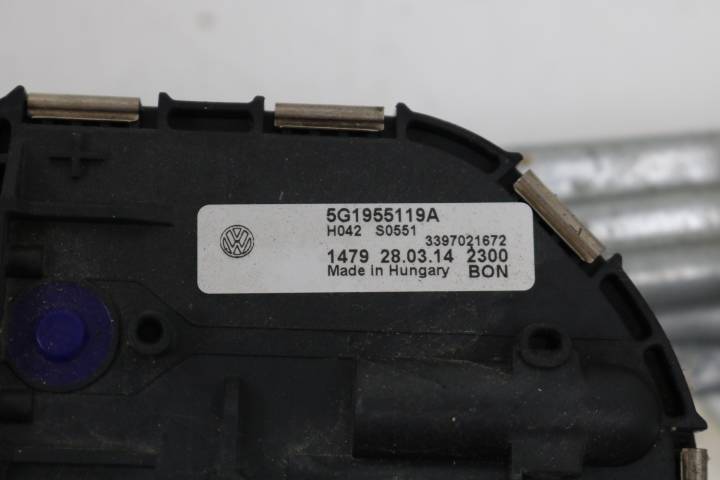 5G1955119A
H042 S0551
3397021672
1479 28.03.14 2300
Made in Hungary BON